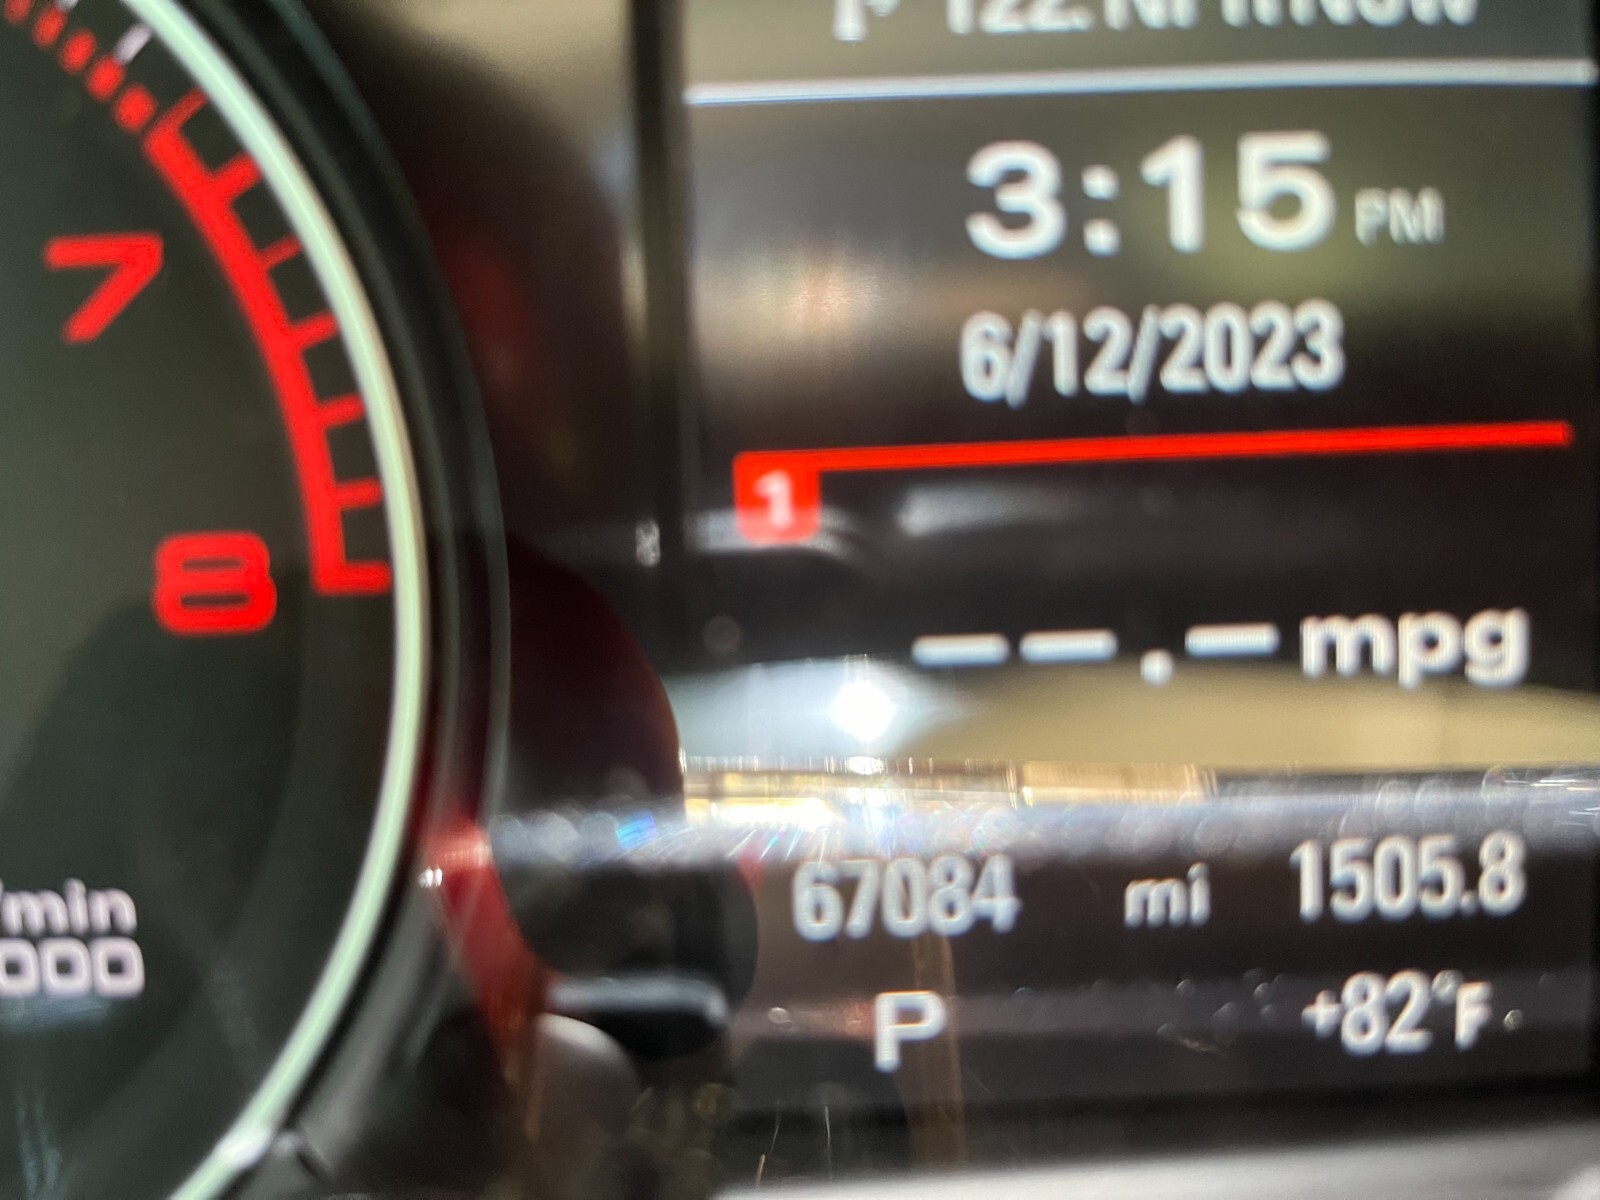 3:15 PM
6/12/2023
1
7
8
--.- mpg
67084 mi 1505.8
/min
000
P +82°F